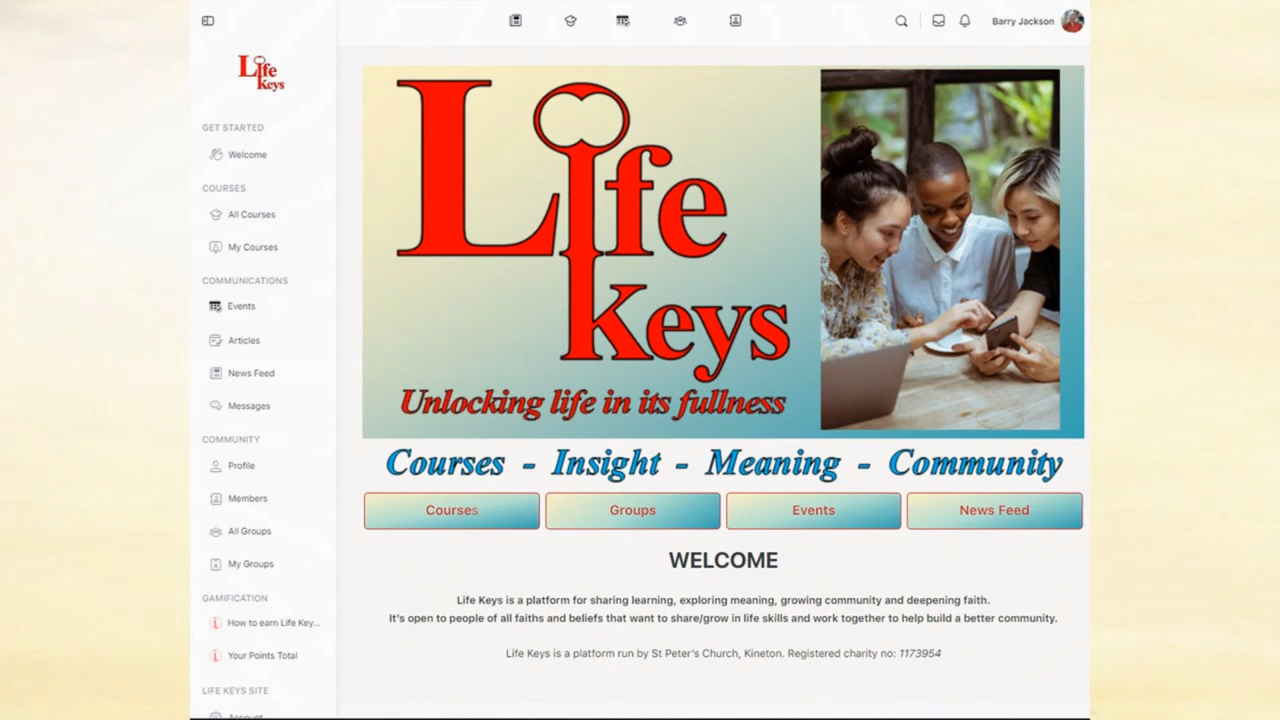 Barry Jackson
Life
Keys
GET STARTED
Welcome
COURSES
All Courses
My Courses
COMMUNICATIONS
Events
Articles
News Feed
Messages
COMMUNITY
Profile
Members
All Groups
My Groups
GAMIFICATION
How to earn Life Key...
Your Points Total
LIFE KEYS SITE
Account
Life
Keys
Unlocking life in its fullness
Courses - Insight - Meaning - Community
Courses
Groups
Events
News Feed
WELCOME
Life Keys is a platform for sharing learning, exploring meaning, growing community and deepening faith.
It's open to people of all faiths and beliefs that want to share/grow in life skills and work together to help build a better community.
Life Keys is a platform run by St Peter's Church, Kineton. Registered charity no: 1173954